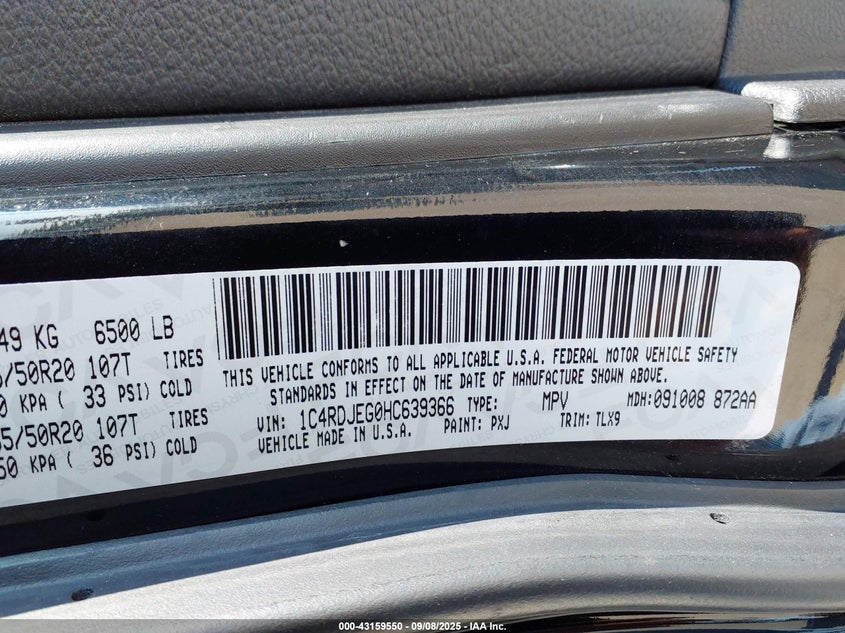 49 KG 6500 LB
5/50R20 107T TIRES
0 KPA ( 33 PSI) COLD
65/50R20 107T TIRES
50 KPA ( 36 PSI) COLD
THIS VEHICLE CONFORMS TO ALL APPLICABLE U.S.A. FEDERAL MOTOR VEHICLE SAFETY
STANDARDS IN EFFECT ON THE DATE OF MANUFACTURE SHOWN ABOVE.
VIN: 1C4RDJEG0HC639366 TYPE: MPV MDH:091008 872AA
VEHICLE MADE IN U.S.A. PAINT: PXJ TRIM: TLX9
000-43159550 - 09/08/2025 - IAA Inc.